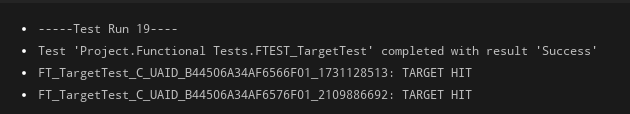 -----Test Run 19----
Test 'Project.Functional Tests.FTEST_TargetTest' completed with result 'Success'
FT_TargetTest_C_UAID_B44506A34AF6566F01_1731128513: TARGET HIT
FT_TargetTest_C_UAID_B44506A34AF6576F01_2109886692: TARGET HIT